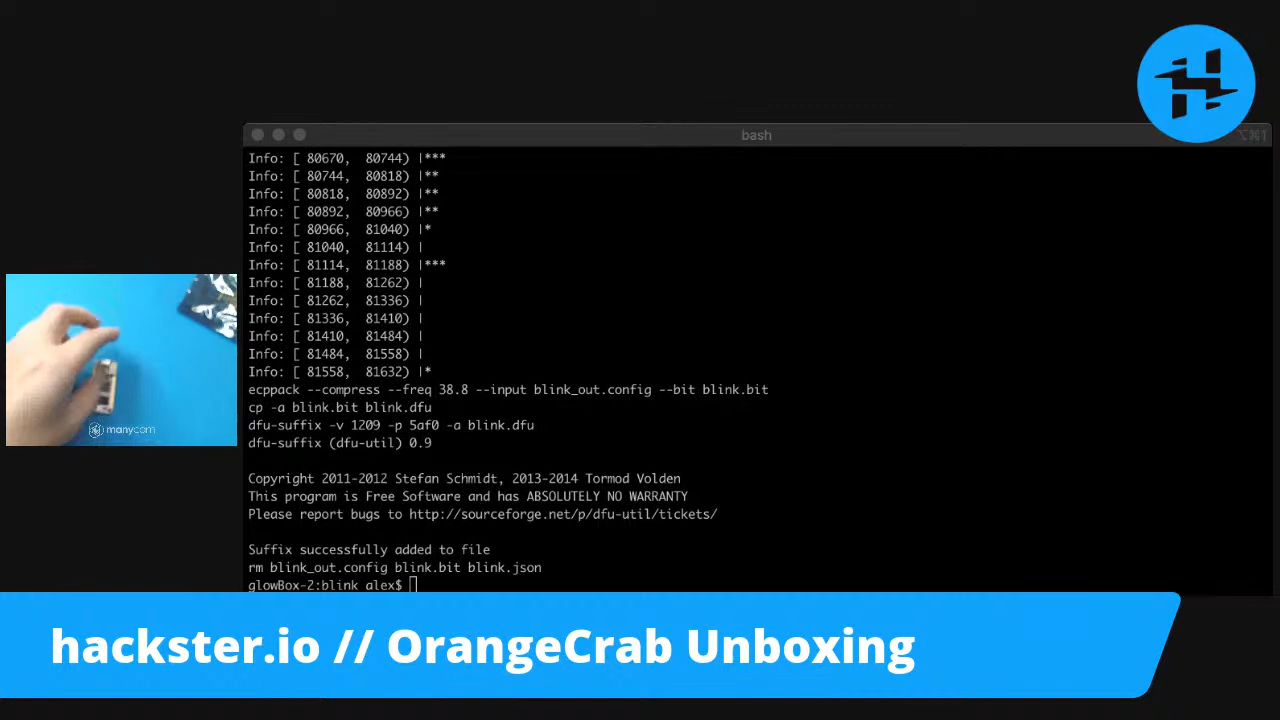 bash
Info: [ 80670,  80744) |***
Info: [ 80744,  80818) |**
Info: [ 80818,  80892) |**
Info: [ 80892,  80966) |**
Info: [ 80966,  81040) |*
Info: [ 81040,  81114) |
Info: [ 81114,  81188) |***
Info: [ 81188,  81262) |
Info: [ 81262,  81336) |
Info: [ 81336,  81410) |
Info: [ 81410,  81484) |
Info: [ 81484,  81558) |
Info: [ 81558,  81632) |*
ecppack --compress --freq 38.8 --input blink_out.config --bit blink.bit
cp -a blink.bit blink.dfu
dfu-suffix -v 1209 -p 5af0 -a blink.dfu
dfu-suffix (dfu-util) 0.9
Copyright 2011-2012 Stefan Schmidt, 2013-2014 Tormod Volden
This program is Free Software and has ABSOLUTELY NO WARRANTY
Please report bugs to http://sourceforge.net/p/dfu-util/tickets/
Suffix successfully added to file
rm blink_out.config blink.bit blink.json
glowBox-2:blink alex$
manycam
hackster.io // OrangeCrab Unboxing